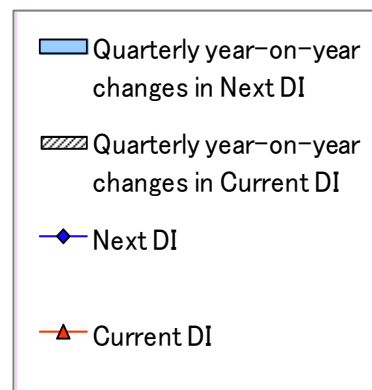 Quarterly year-on-year
changes in Next DI
Quarterly year-on-year
changes in Current DI
Next DI
Current DI